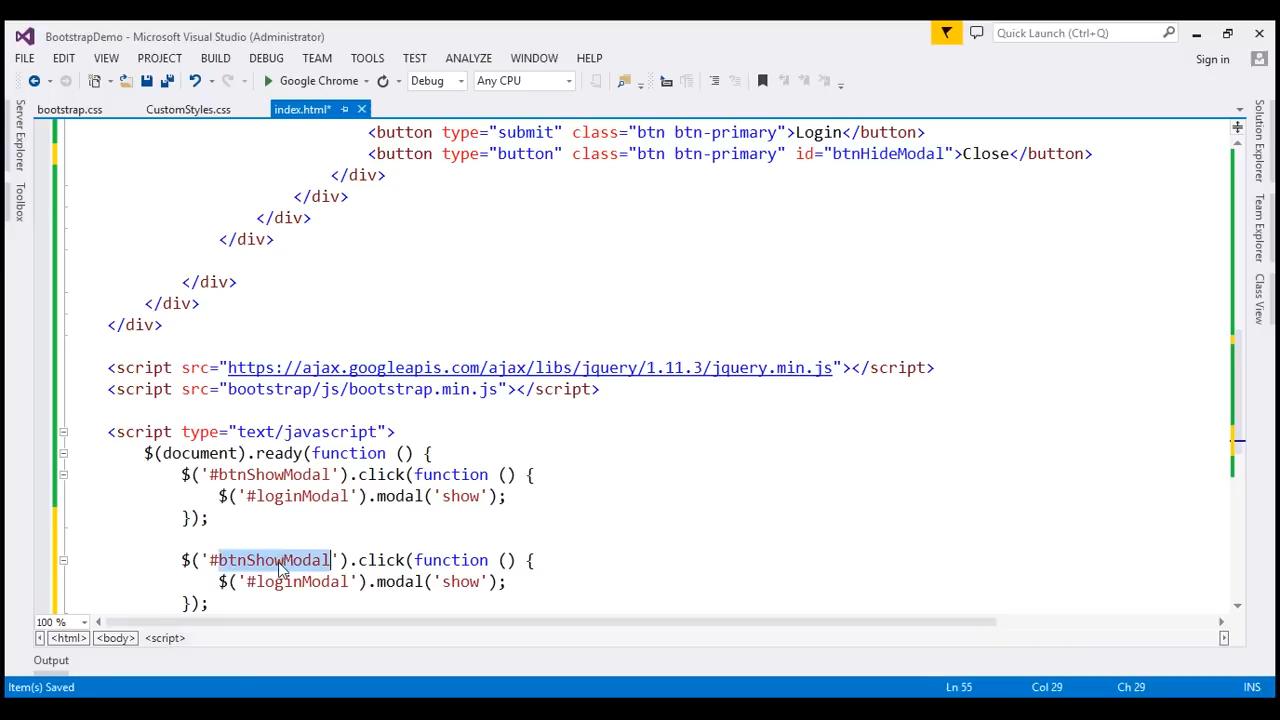 BootstrapDemo - Microsoft Visual Studio (Administrator)
Quick Launch (Ctrl+Q)
FILE EDIT VIEW PROJECT BUILD DEBUG TEAM TOOLS TEST ANALYZE WINDOW HELP
Sign in
Google Chrome Debug Any CPU
bootstrap.css CustomStyles.css index.html*
Server Explorer
Toolbox
Solution Explorer
Team Explorer
Class View
<button type="submit" class="btn btn-primary">Login</button>
<button type="button" class="btn btn-primary" id="btnHideModal">Close</button>
</div>
</div>
</div>
</div>
</div>
</div>
</div>
<script src="https://ajax.googleapis.com/ajax/libs/jquery/1.11.3/jquery.min.js"></script>
<script src="bootstrap/js/bootstrap.min.js"></script>
<script type="text/javascript">
$(document).ready(function () {
$('#btnShowModal').click(function () {
$('#loginModal').modal('show');
});
$('#btnShowModal').click(function () {
$('#loginModal').modal('show');
});
100 %
<html> <body> <script>
Output
Item(s) Saved Ln 55 Col 29 Ch 29 INS